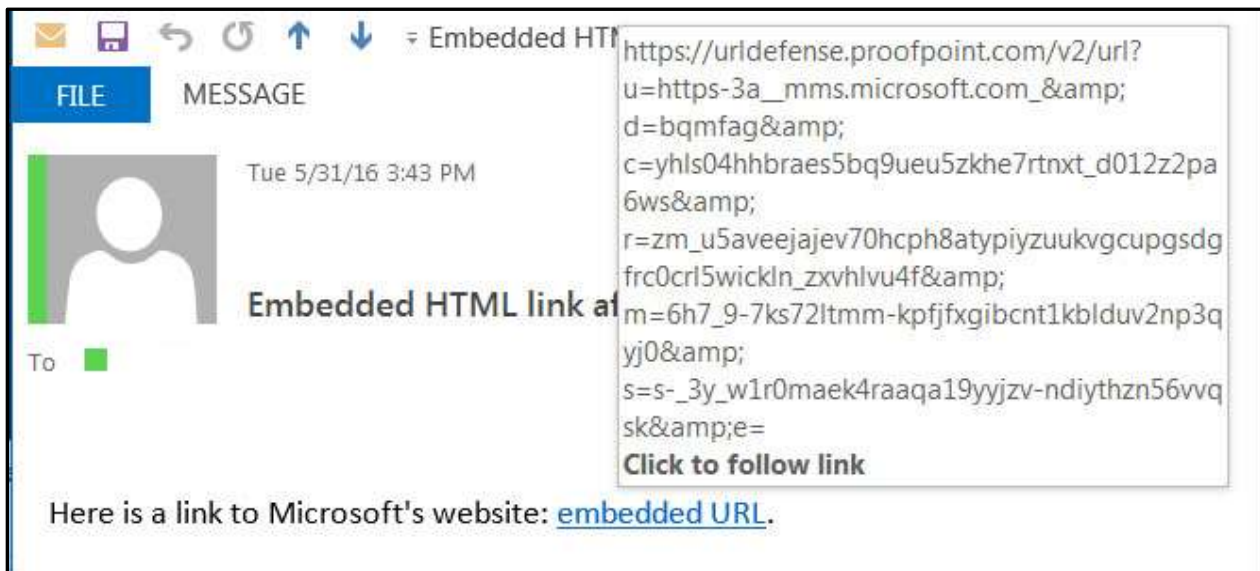 Embedded HTM
FILE MESSAGE
Tue 5/31/16 3:43 PM
Embedded HTML link af
To
https://urldefense.proofpoint.com/v2/url?
u=https-3a__mms.microsoft.com_&amp;
d=bqmfag&amp;
c=yhls04hhbraes5bq9ueu5zkhe7rtnxt_d012z2pa
6ws&amp;
r=zm_u5aveejajev70hcph8atypiyzuukvgcupgsdg
frc0crl5wickln_zxvhlvu4f&amp;
m=6h7_9-7ks72ltmm-kpfjfxgibcnt1kblduv2np3q
yj0&amp;
s=s-_3y_w1r0maek4raaqa19yyjzv-ndiythzn56vvq
sk&amp;e=
Click to follow link
Here is a link to Microsoft's website: embedded URL.